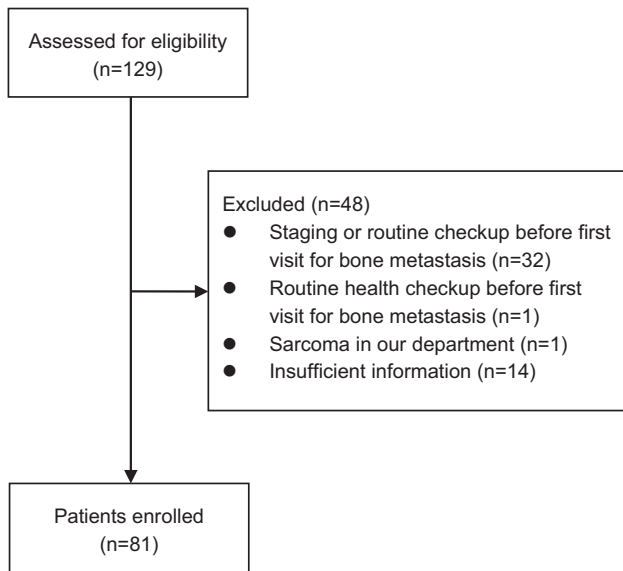 Assessed for eligibility
(n=129)
Excluded (n=48)
● Staging or routine checkup before first
visit for bone metastasis (n=32)
● Routine health checkup before first
visit for bone metastasis (n=1)
● Sarcoma in our department (n=1)
● Insufficient information (n=14)
Patients enrolled
(n=81)